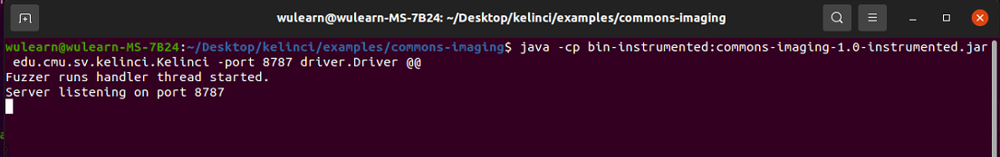 wulearn@wulearn-MS-7B24: ~/Desktop/kelinci/examples/commons-imaging
wulearn@wulearn-MS-7B24:~/Desktop/kelinci/examples/commons-imaging$ java -cp bin-instrumented:commons-imaging-1.0-instrumented.jar
edu.cmu.sv.kelinci.Kelinci -port 8787 driver.Driver @@
Fuzzer runs handler thread started.
Server listening on port 8787